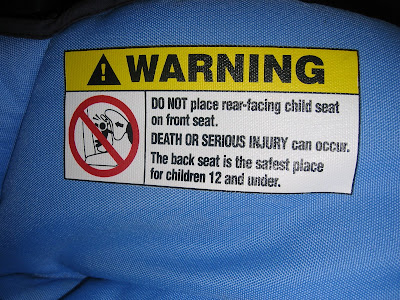 WARNING
DO NOT place rear-facing child seat
on front seat.
DEATH OR SERIOUS INJURY can occur.
The back seat is the safest place
for children 12 and under.